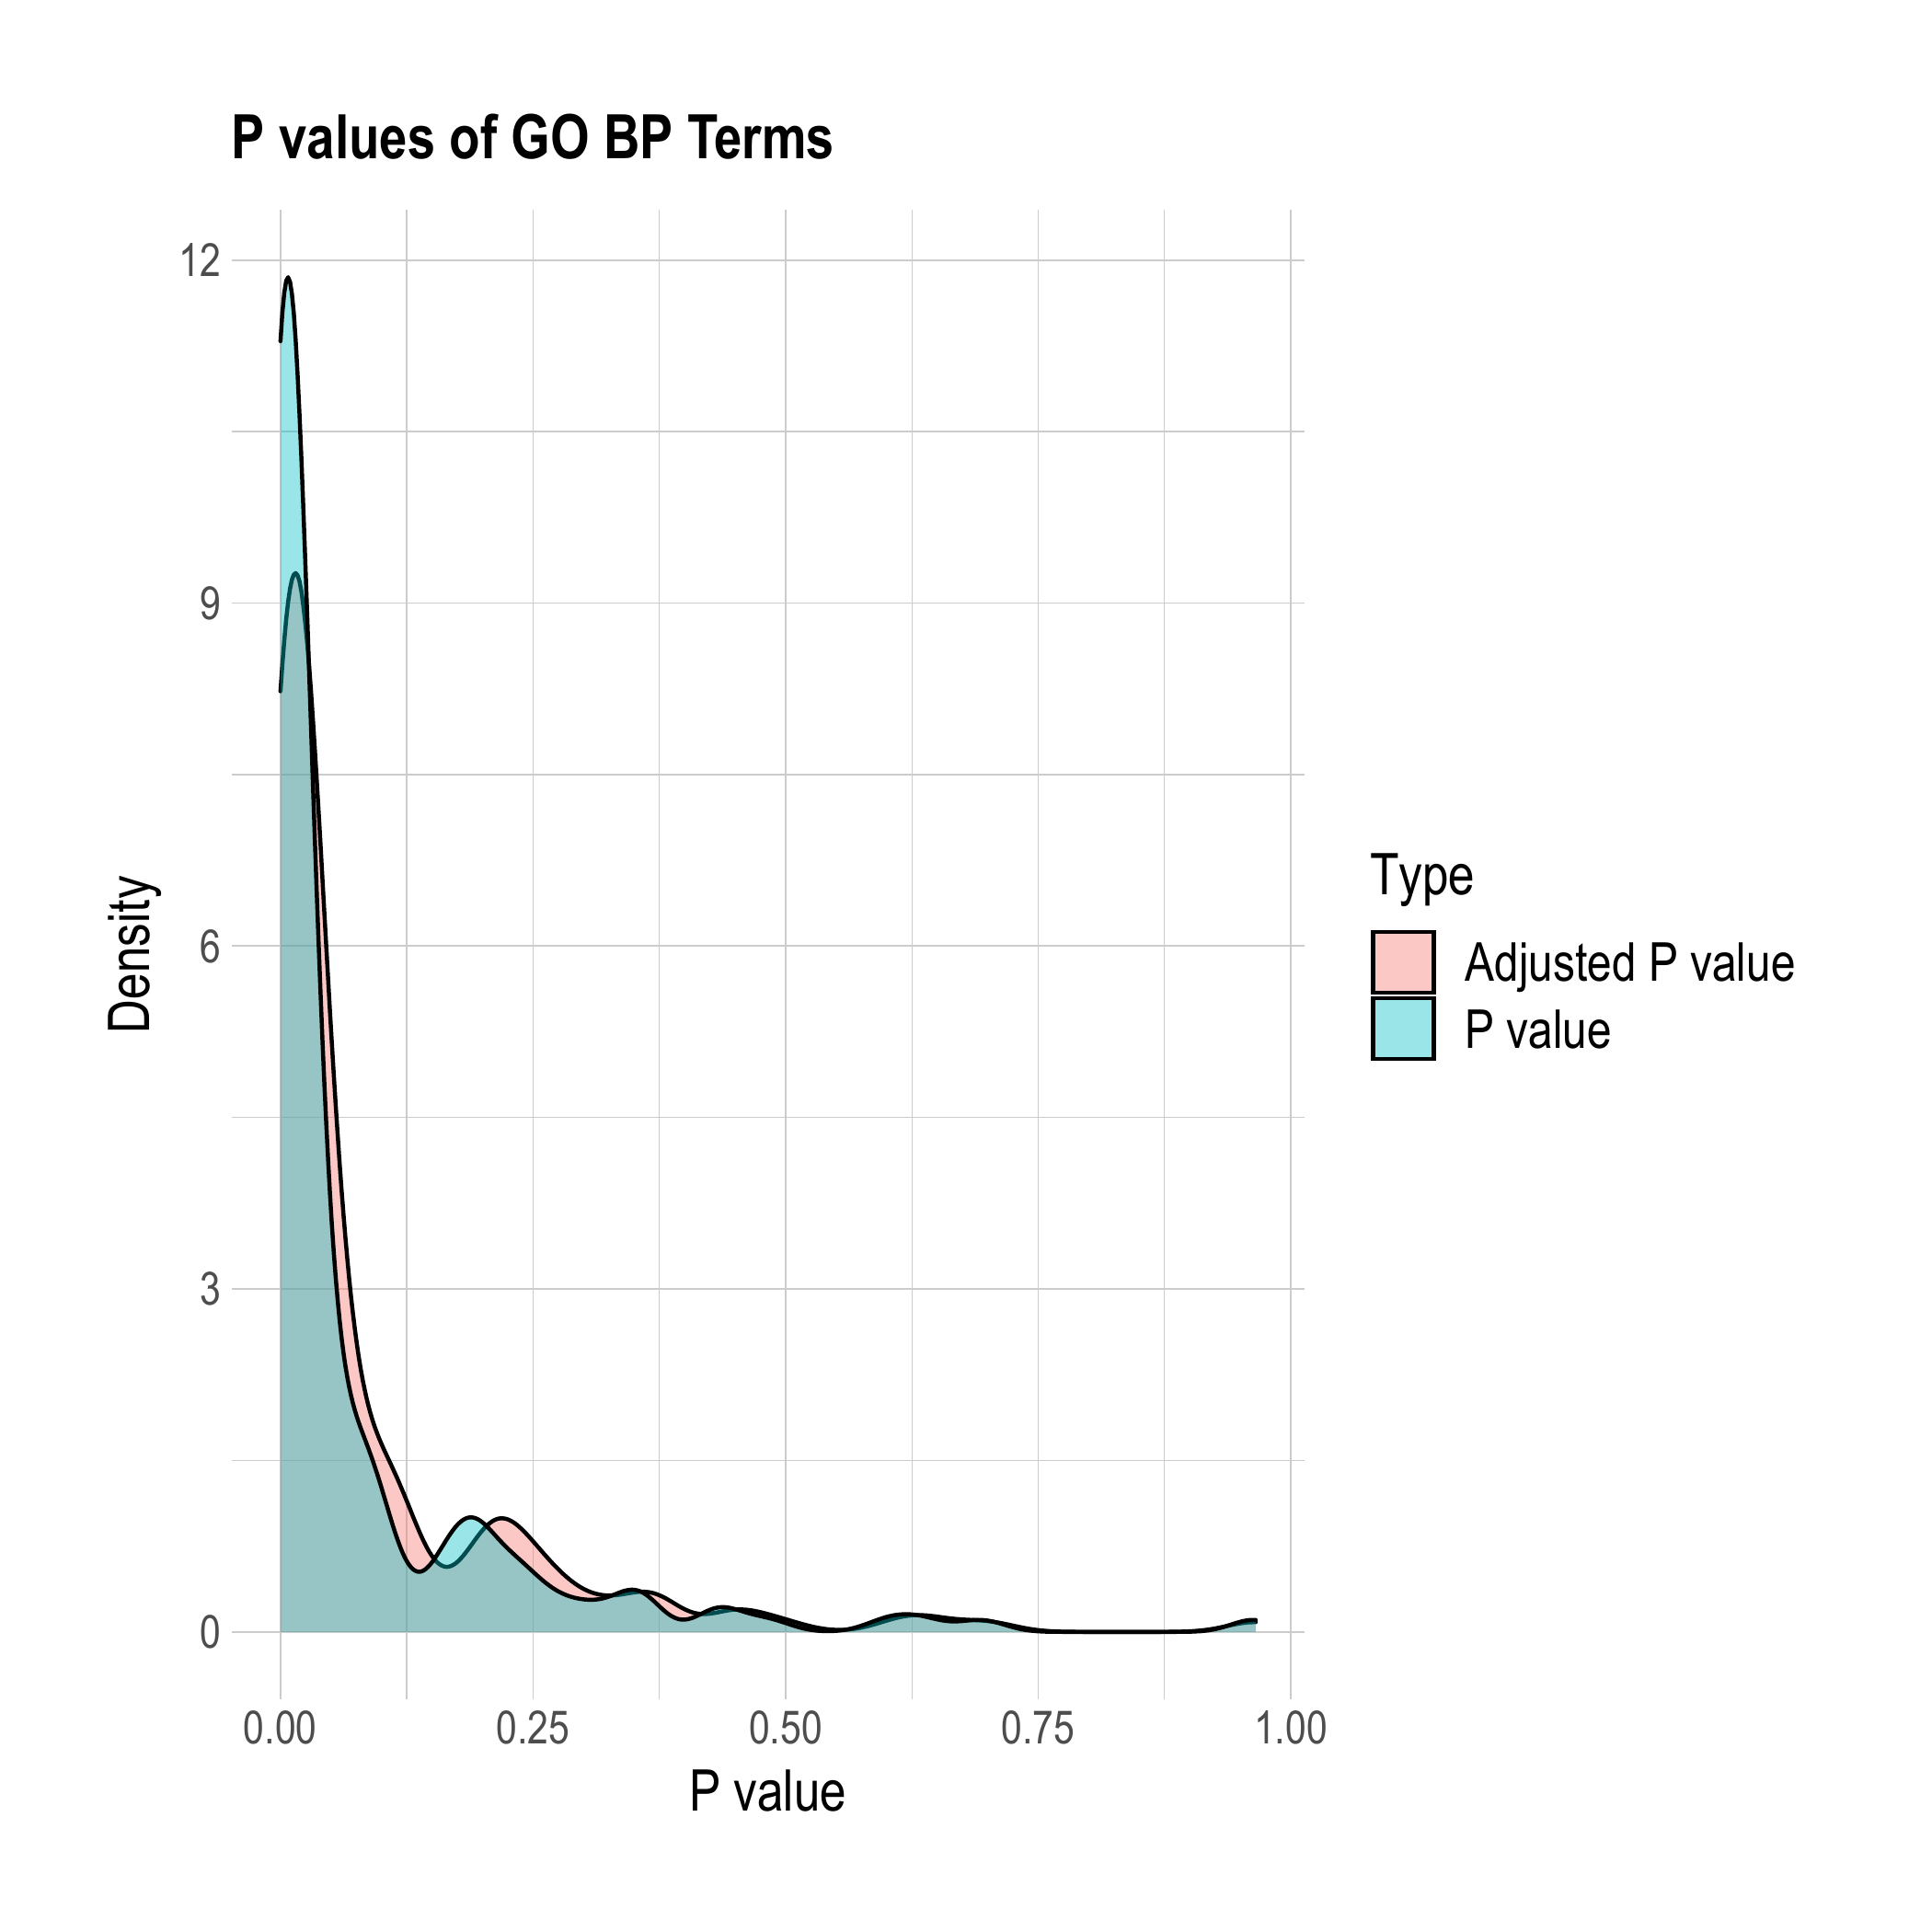 P values of GO BP Terms
12
9
6
3
0
Density
0.00
0.25
0.50
0.75
1.00
P value
Type
Adjusted P value
P value